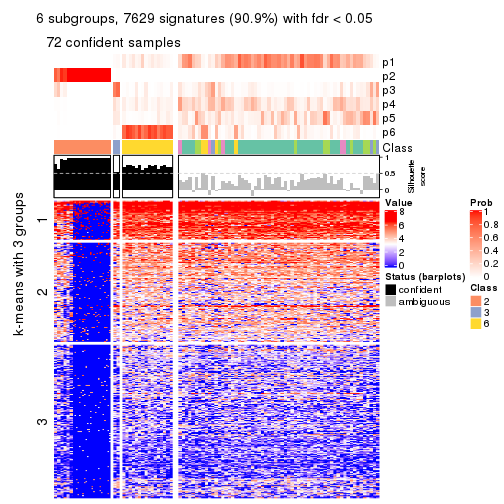 6 subgroups, 7629 signatures (90.9%) with fdr < 0.05
72 confident samples
p1
p2
p3
p4
p5
p6
Class
1
0.5
0
Silhouette
score
k-means with 3 groups
1
2
3
Value
8
6
4
2
0
Status (barplots)
confident
ambiguous
Prob
1
0.8
0.6
0.4
0.2
0
Class
2
3
6